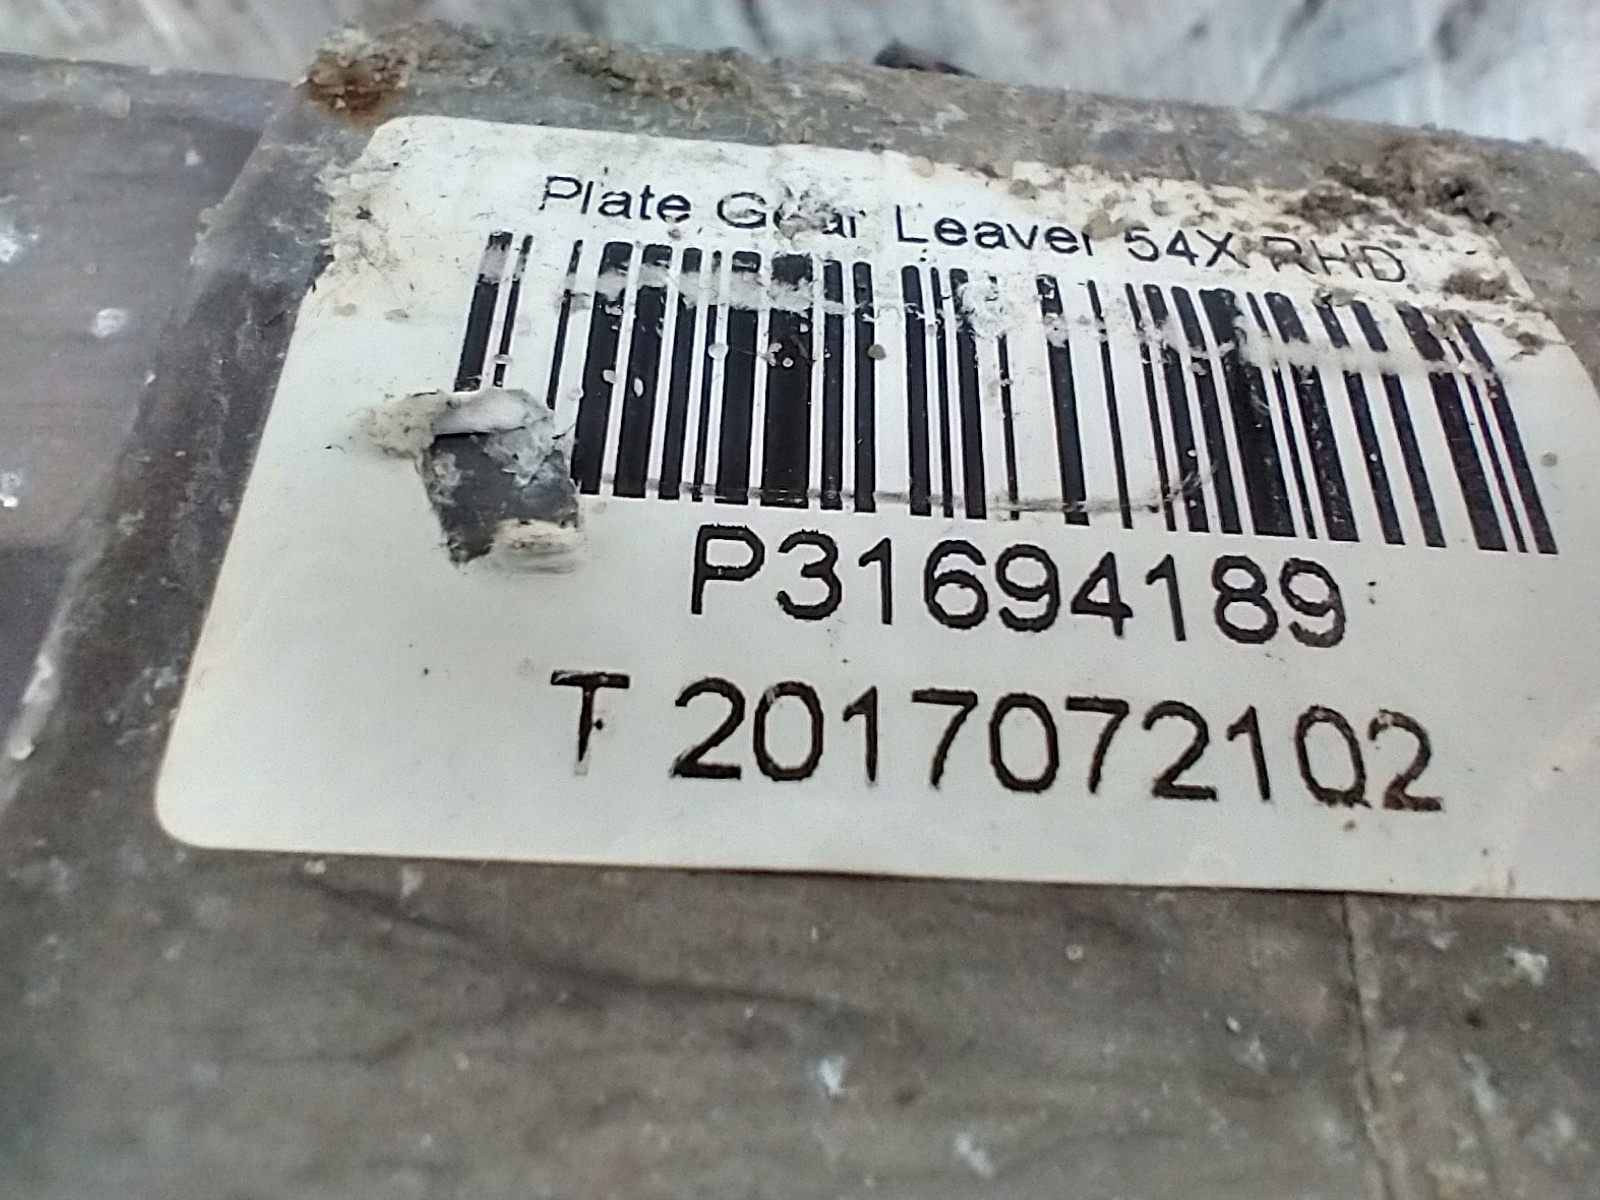 Plate Gear Leaver 54X RHD
P31694189
T 2017072102